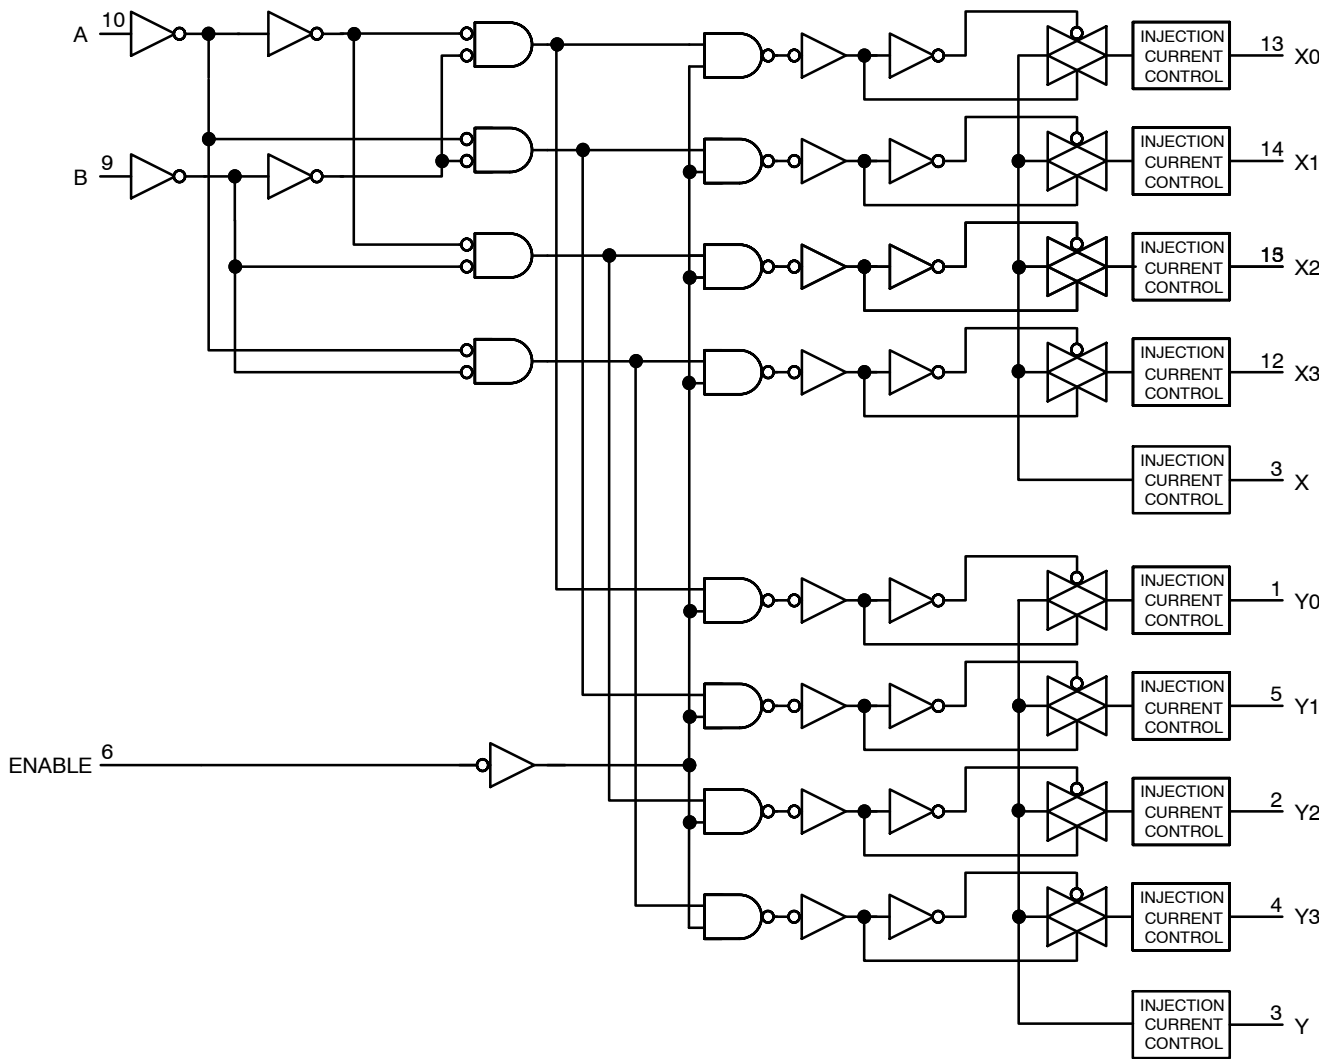 A 10
INJECTION
CURRENT
CONTROL
13 X0
B 9
INJECTION
CURRENT
CONTROL
14 X1
INJECTION
CURRENT
CONTROL
X2
INJECTION
CURRENT
CONTROL
12 X3
INJECTION
CURRENT
CONTROL
3 X
INJECTION
CURRENT
CONTROL
1 Y0
INJECTION
CURRENT
CONTROL
5 Y1
ENABLE 6
INJECTION
CURRENT
CONTROL
2 Y2
INJECTION
CURRENT
CONTROL
4 Y3
INJECTION
CURRENT
CONTROL
3 Y